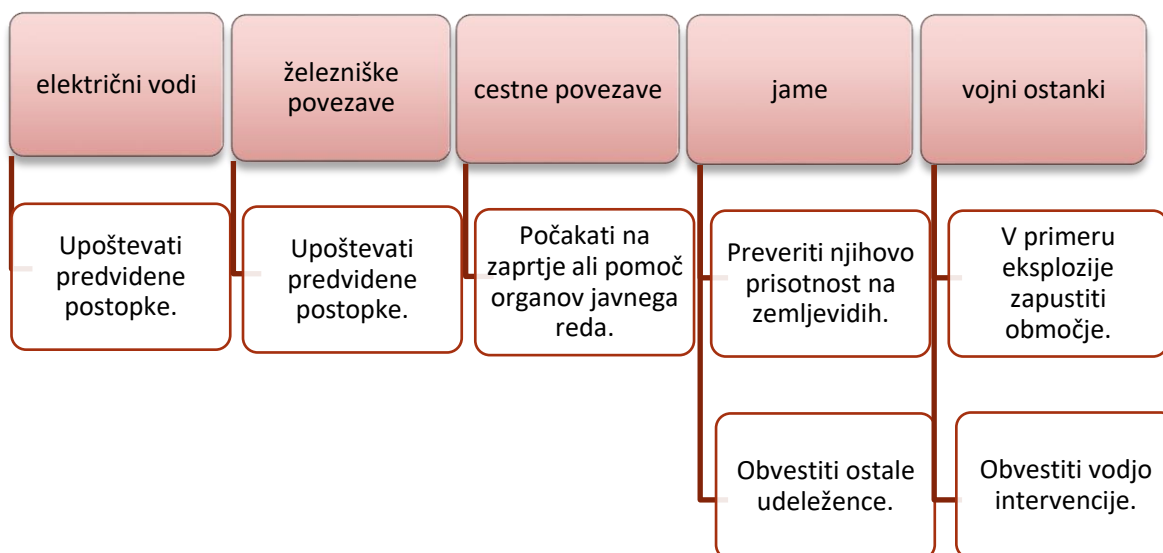 električni vodi
železniške
povezave
cestne povezave
jame
vojni ostanki
Upoštevati
predvidene
postopke.
Upoštevati
predvidene
postopke.
Počakati na
zaprtje ali pomoč
organov javnega
reda.
Preveriti njihovo
prisotnost na
zemljevidih.
V primeru
eksplozije
zapustiti
območje.
Obvestiti ostale
udeležence.
Obvestiti vodjo
intervencije.